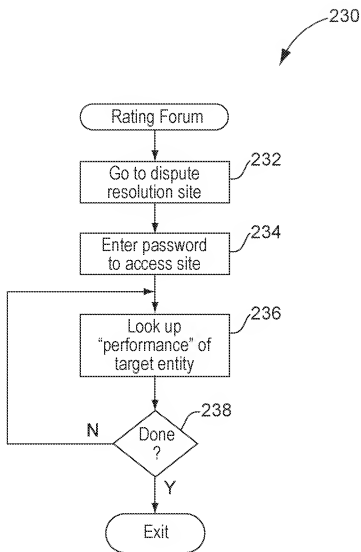 230
Rating Forum
232
Go to dispute
resolution site
234
Enter password
to access site
236
Look up
"performance" of
target entity
238
Done
?
N
Y
Exit